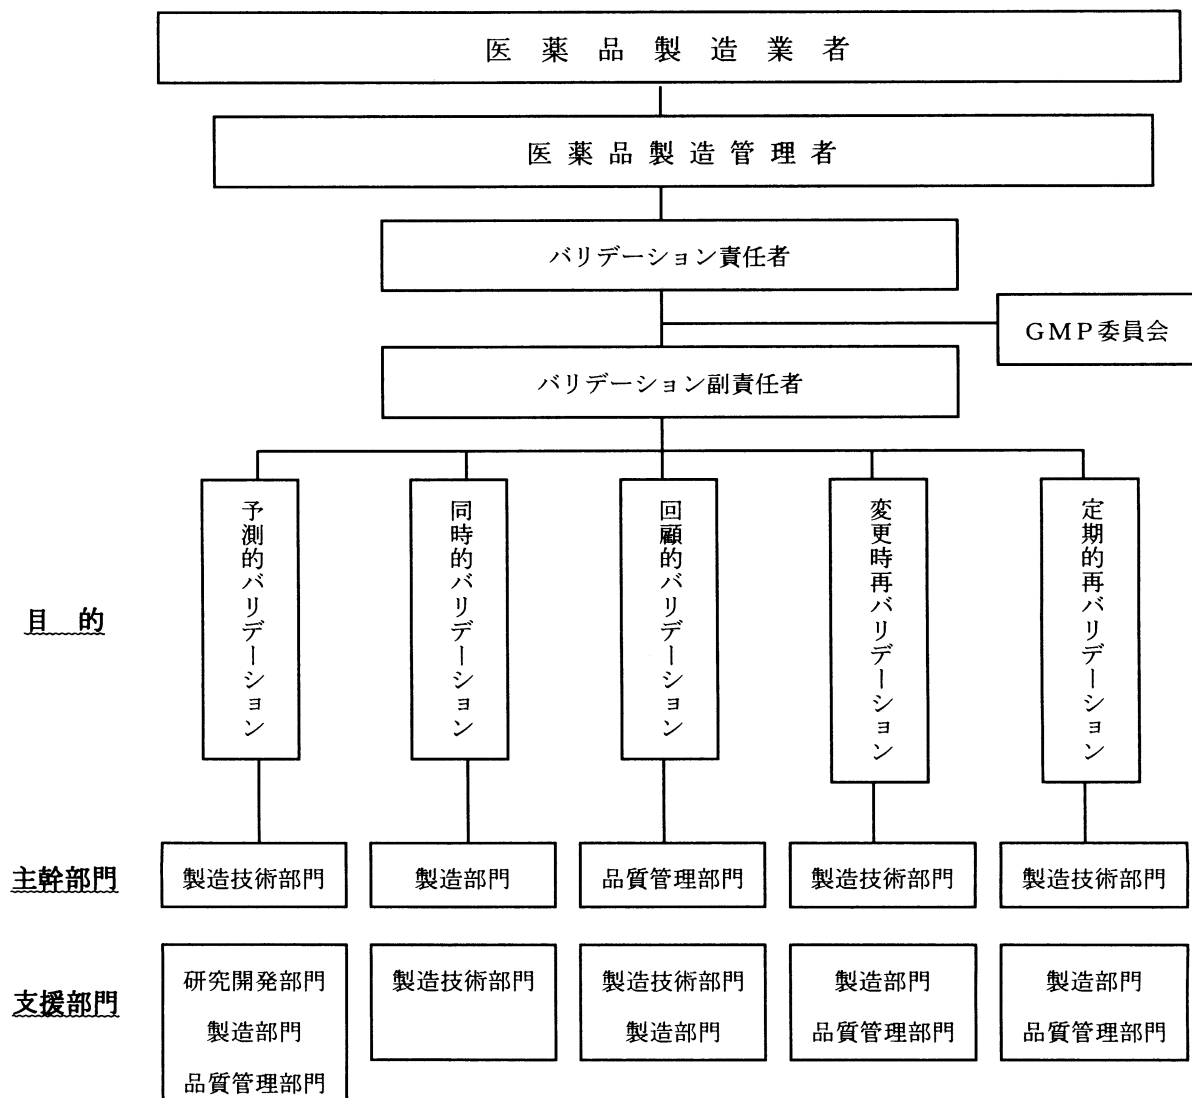 医薬品製造業者
医薬品製造管理者
バリデーション責任者
GMP委員会
バリデーション副責任者
目的
予測的バリデーション
同時的バリデーション
回顧的バリデーション
変更時再バリデーション
定期的再バリデーション
主幹部門
製造技術部門
製造部門
品質管理部門
製造技術部門
製造技術部門
支援部門
研究開発部門
製造部門
品質管理部門
製造技術部門
製造技術部門
製造部門
製造部門
品質管理部門
製造部門
品質管理部門